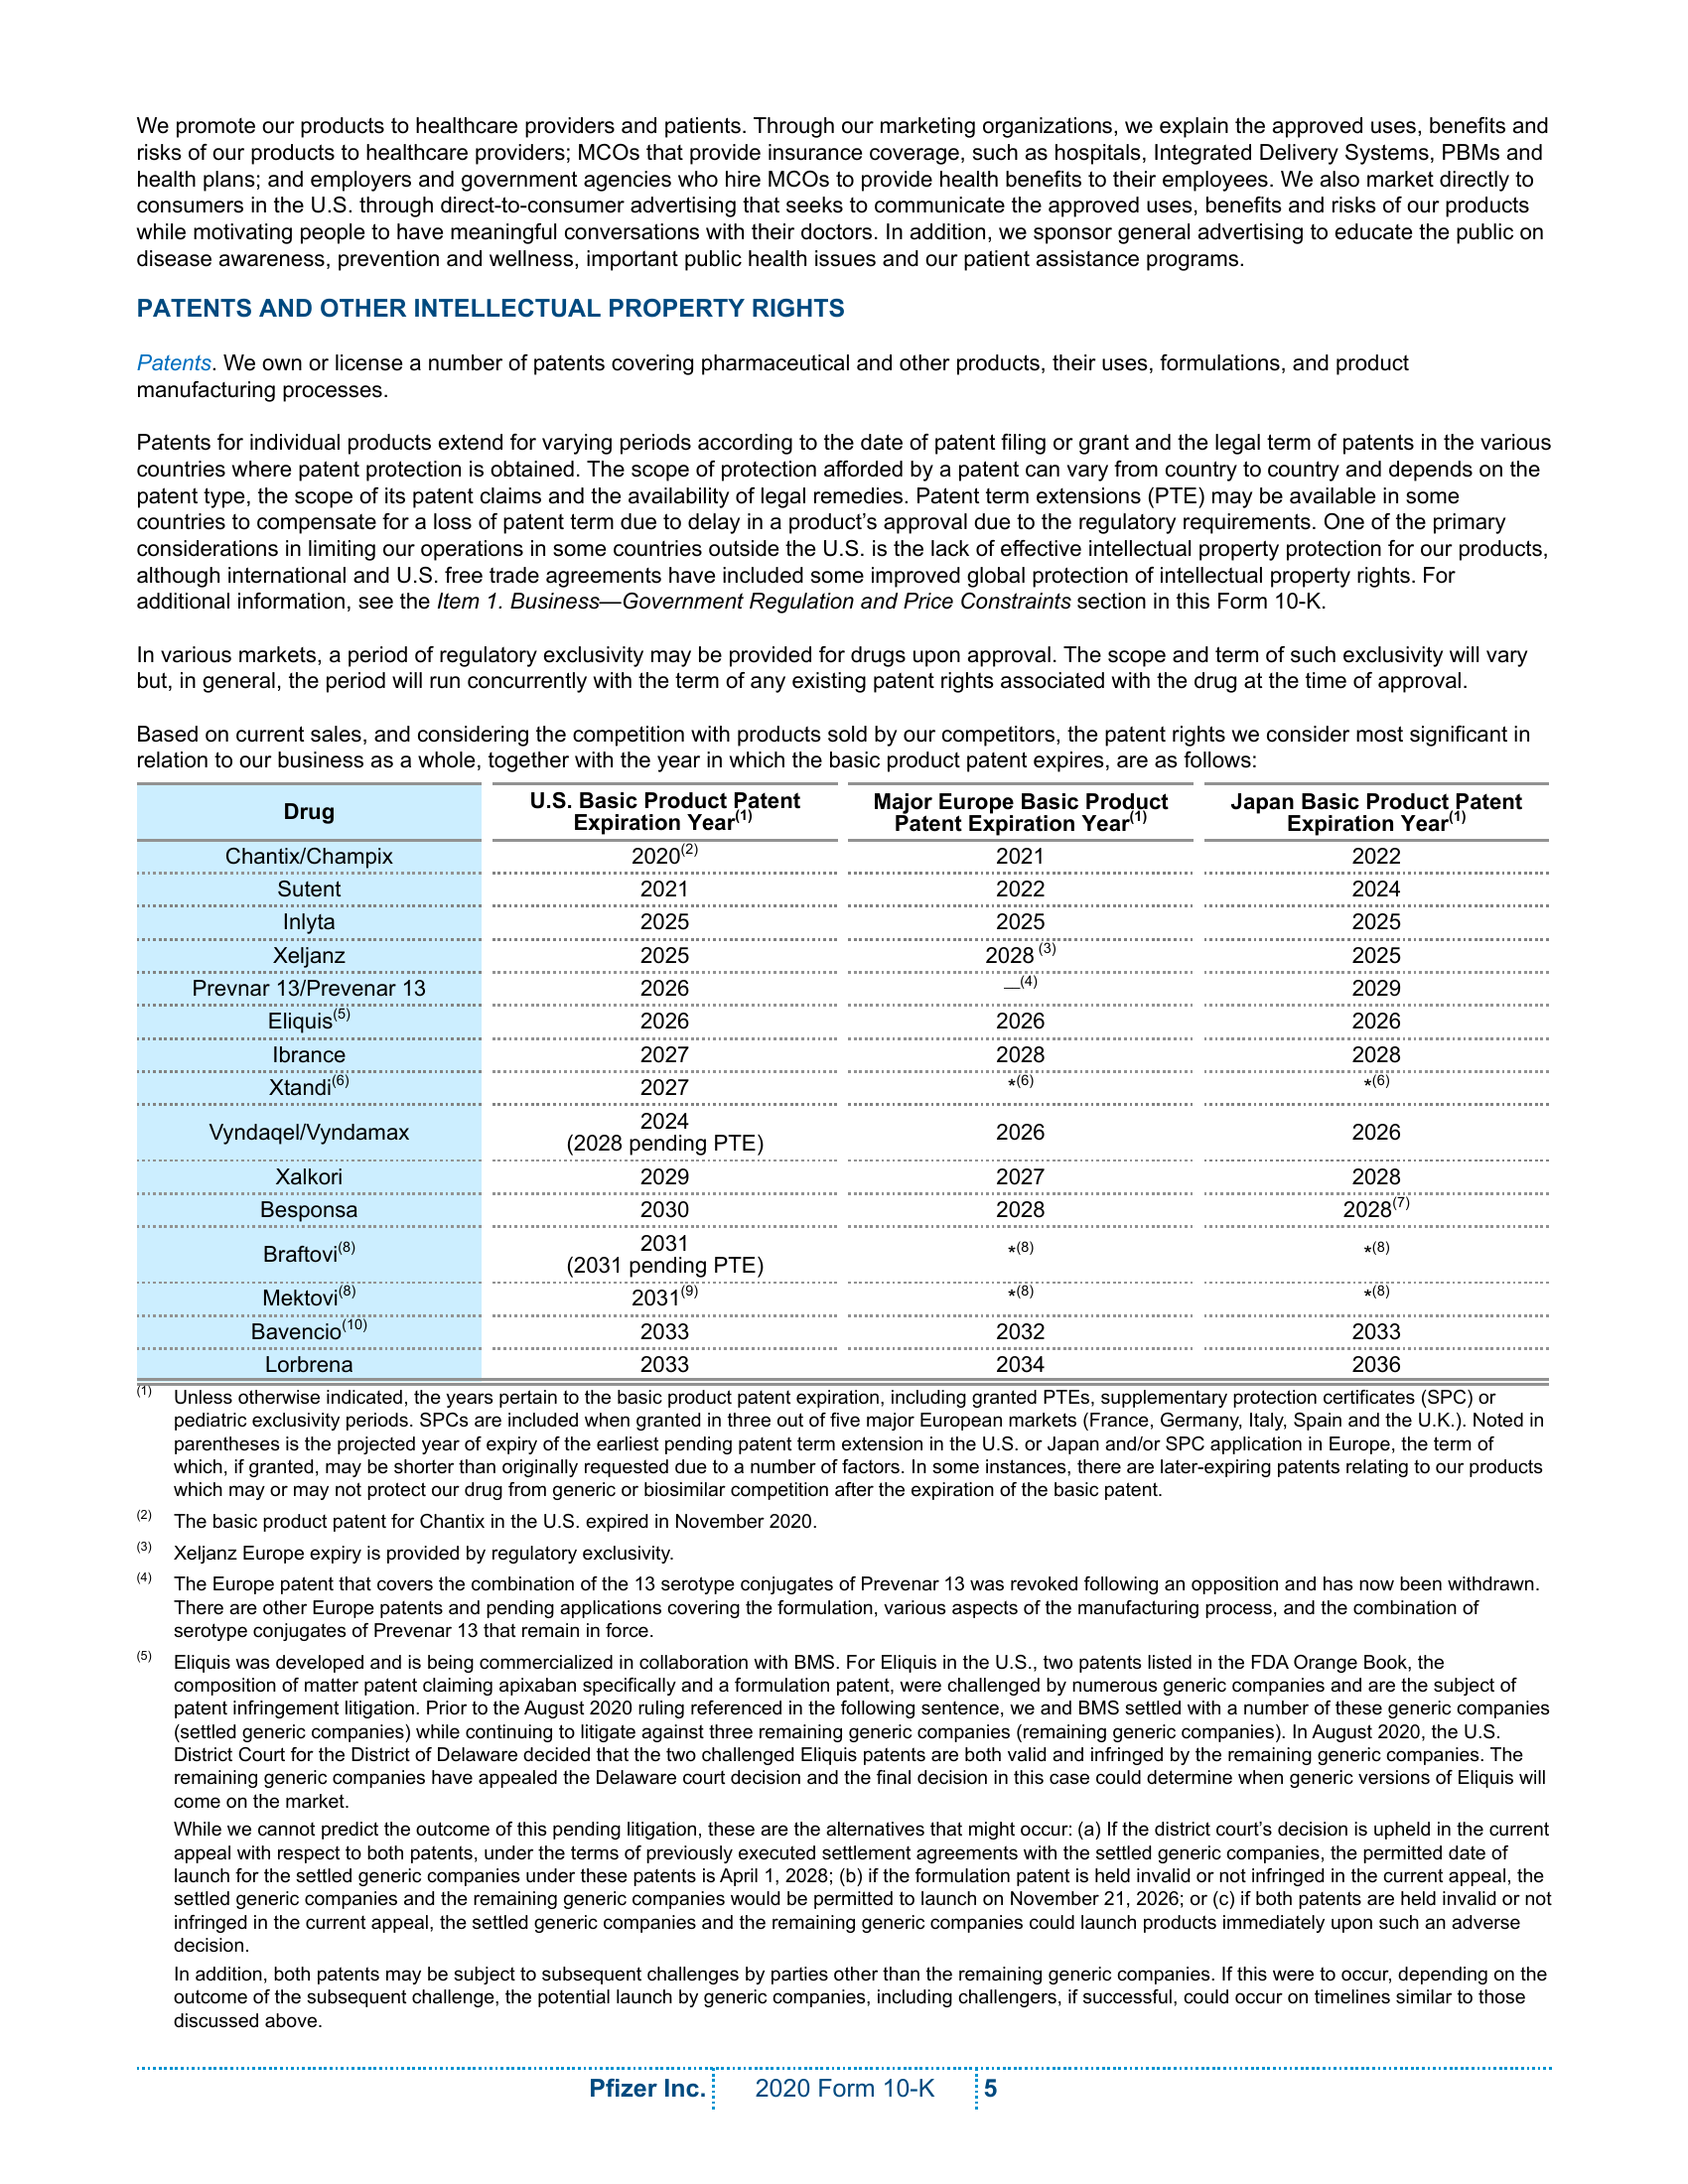 We promote our products to healthcare providers and patients. Through our marketing organizations, we explain the approved uses, benefits and
risks of our products to healthcare providers; MCOs that provide insurance coverage, such as hospitals, Integrated Delivery Systems, PBMs and
health plans; and employers and government agencies who hire MCOs to provide health benefits to their employees. We also market directly to
consumers in the U.S. through direct-to-consumer advertising that seeks to communicate the approved uses, benefits and risks of our products
while motivating people to have meaningful conversations with their doctors. In addition, we sponsor general advertising to educate the public on
disease awareness, prevention and wellness, important public health issues and our patient assistance programs.
PATENTS AND OTHER INTELLECTUAL PROPERTY RIGHTS
Patents. We own or license a number of patents covering pharmaceutical and other products, their uses, formulations, and product
manufacturing processes.
Patents for individual products extend for varying periods according to the date of patent filing or grant and the legal term of patents in the various
countries where patent protection is obtained. The scope of protection afforded by a patent can vary from country to country and depends on the
patent type, the scope of its patent claims and the availability of legal remedies. Patent term extensions (PTE) may be available in some
countries to compensate for a loss of patent term due to delay in a product's approval due to the regulatory requirements. One of the primary
considerations in limiting our operations in some countries outside the U.S. is the lack of effective intellectual property protection for our products,
although international and U.S. free trade agreements have included some improved global protection of intellectual property rights. For
additional information, see the Item 1. Business—Government Regulation and Price Constraints section in this Form 10-K.
In various markets, a period of regulatory exclusivity may be provided for drugs upon approval. The scope and term of such exclusivity will vary
but, in general, the period will run concurrently with the term of any existing patent rights associated with the drug at the time of approval.
Based on current sales, and considering the competition with products sold by our competitors, the patent rights we consider most significant in
relation to our business as a whole, together with the year in which the basic product patent expires, are as follows:
Drug U.S. Basic Product Patent Expiration Year(1) Major Europe Basic Product Patent Expiration Year(1) Japan Basic Product Patent Expiration Year(1)
Chantix/Champix 2020(2) 2021 2022
Sutent 2021 2022 2024
Inlyta 2025 2025 2025
Xeljanz 2025 2028 (3) 2025
Prevnar 13/Prevenar 13 2026 —(4) 2029
Eliquis(5) 2026 2026 2026
Ibrance 2027 2028 2028
Xtandi(6) 2027 *(6) *(6)
Vyndaqel/Vyndamax 2024 (2028 pending PTE) 2026 2026
Xalkori 2029 2027 2028
Besponsa 2030 2028 2028(7)
Braftovi(8) 2031 (2031 pending PTE) *(8) *(8)
Mektovi(8) 2031(9) *(8) *(8)
Bavencio(10) 2033 2032 2033
Lorbrena 2033 2034 2036
(1) Unless otherwise indicated, the years pertain to the basic product patent expiration, including granted PTEs, supplementary protection certificates (SPC) or
pediatric exclusivity periods. SPCs are included when granted in three out of five major European markets (France, Germany, Italy, Spain and the U.K.). Noted in
parentheses is the projected year of expiry of the earliest pending patent term extension in the U.S. or Japan and/or SPC application in Europe, the term of
which, if granted, may be shorter than originally requested due to a number of factors. In some instances, there are later-expiring patents relating to our products
which may or may not protect our drug from generic or biosimilar competition after the expiration of the basic patent.
(2) The basic product patent for Chantix in the U.S. expired in November 2020.
(3) Xeljanz Europe expiry is provided by regulatory exclusivity.
(4) The Europe patent that covers the combination of the 13 serotype conjugates of Prevenar 13 was revoked following an opposition and has now been withdrawn.
There are other Europe patents and pending applications covering the formulation, various aspects of the manufacturing process, and the combination of
serotype conjugates of Prevenar 13 that remain in force.
(5) Eliquis was developed and is being commercialized in collaboration with BMS. For Eliquis in the U.S., two patents listed in the FDA Orange Book, the
composition of matter patent claiming apixaban specifically and a formulation patent, were challenged by numerous generic companies and are the subject of
patent infringement litigation. Prior to the August 2020 ruling referenced in the following sentence, we and BMS settled with a number of these generic companies
(settled generic companies) while continuing to litigate against three remaining generic companies (remaining generic companies). In August 2020, the U.S.
District Court for the District of Delaware decided that the two challenged Eliquis patents are both valid and infringed by the remaining generic companies. The
remaining generic companies have appealed the Delaware court decision and the final decision in this case could determine when generic versions of Eliquis will
come on the market.
While we cannot predict the outcome of this pending litigation, these are the alternatives that might occur: (a) If the district court's decision is upheld in the current
appeal with respect to both patents, under the terms of previously executed settlement agreements with the settled generic companies, the permitted date of
launch for the settled generic companies under these patents is April 1, 2028; (b) if the formulation patent is held invalid or not infringed in the current appeal, the
settled generic companies and the remaining generic companies would be permitted to launch on November 21, 2026; or (c) if both patents are held invalid or not
infringed in the current appeal, the settled generic companies and the remaining generic companies could launch products immediately upon such an adverse
decision.
In addition, both patents may be subject to subsequent challenges by parties other than the remaining generic companies. If this were to occur, depending on the
outcome of the subsequent challenge, the potential launch by generic companies, including challengers, if successful, could occur on timelines similar to those
discussed above.
Pfizer Inc. 2020 Form 10-K 5